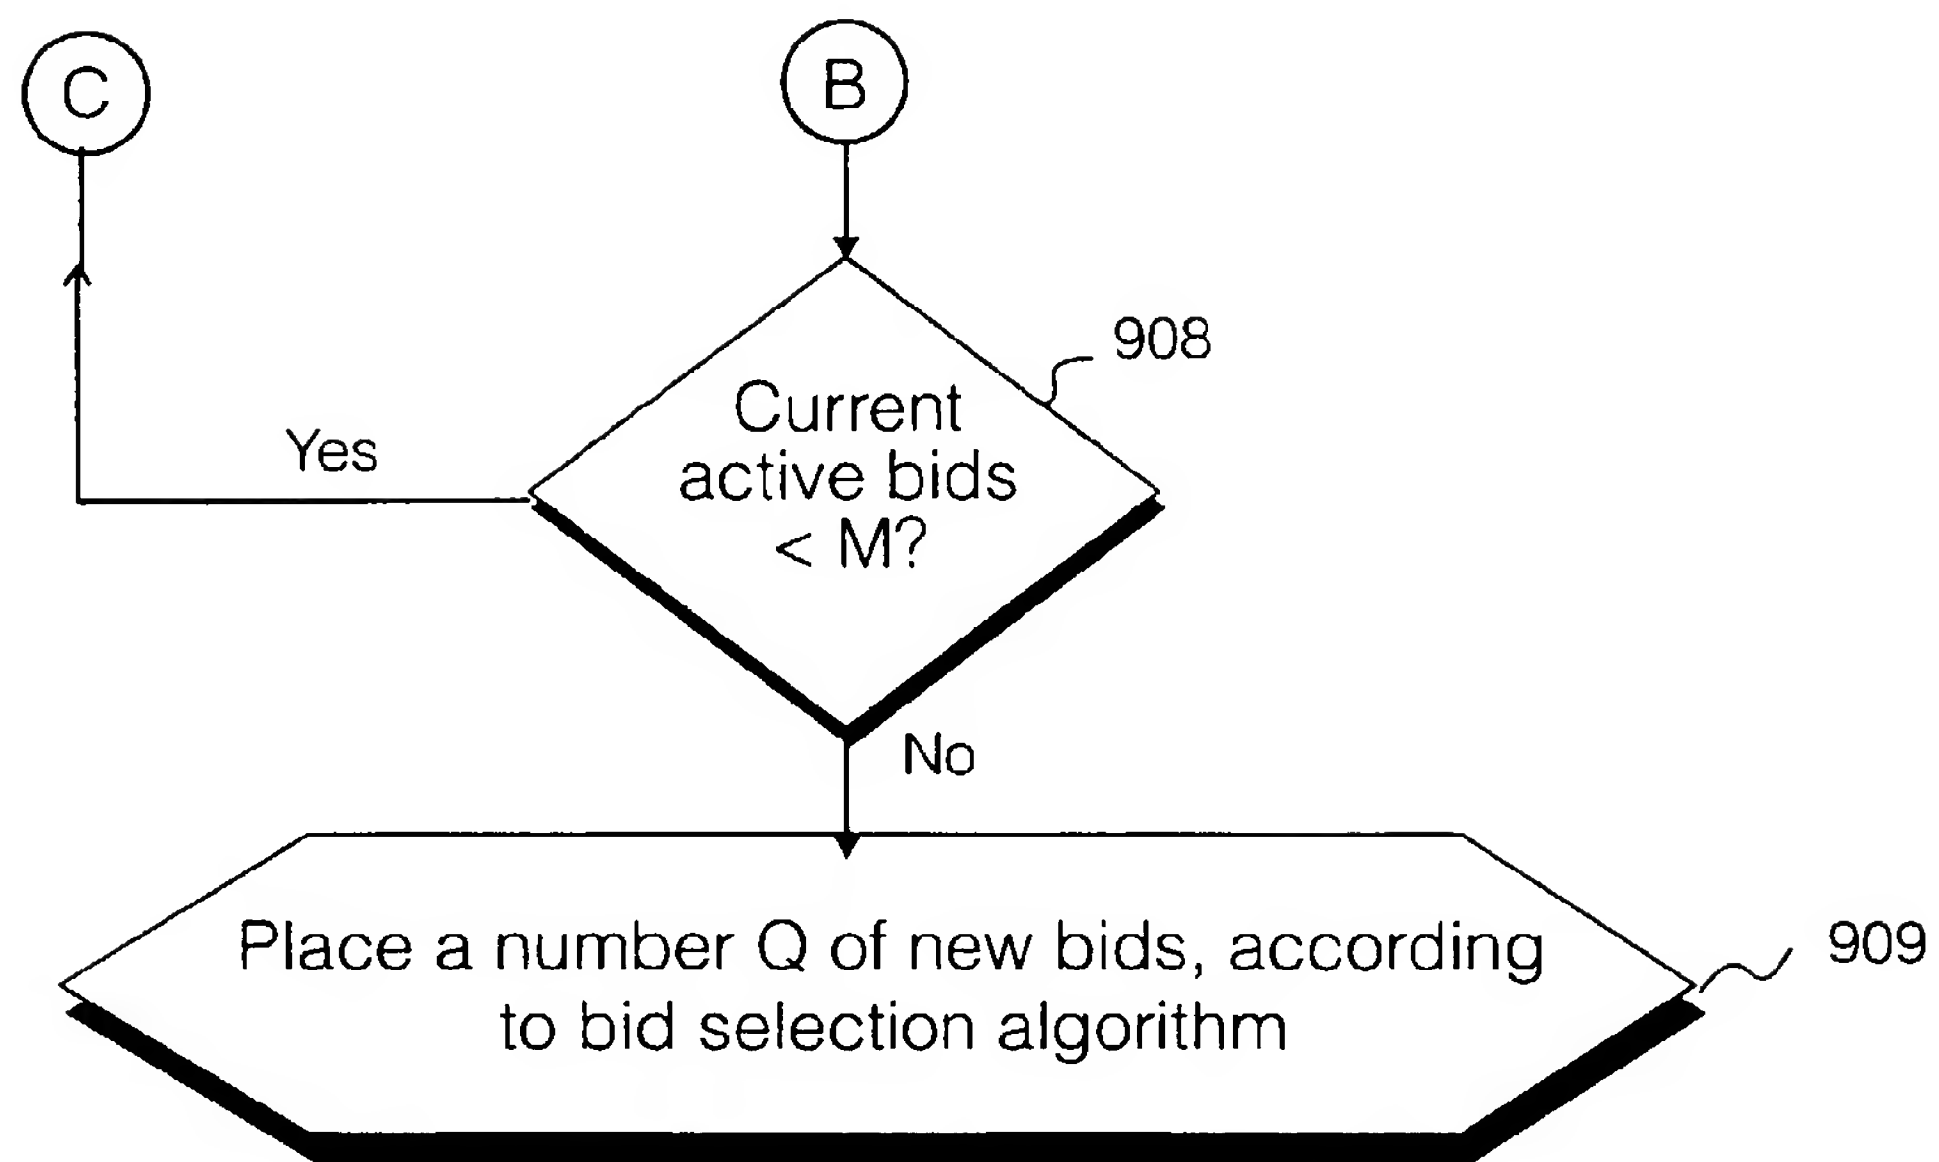 C
B
908
Current
active bids
< M?
Yes
No
Place a number Q of new bids, according
to bid selection algorithm
909